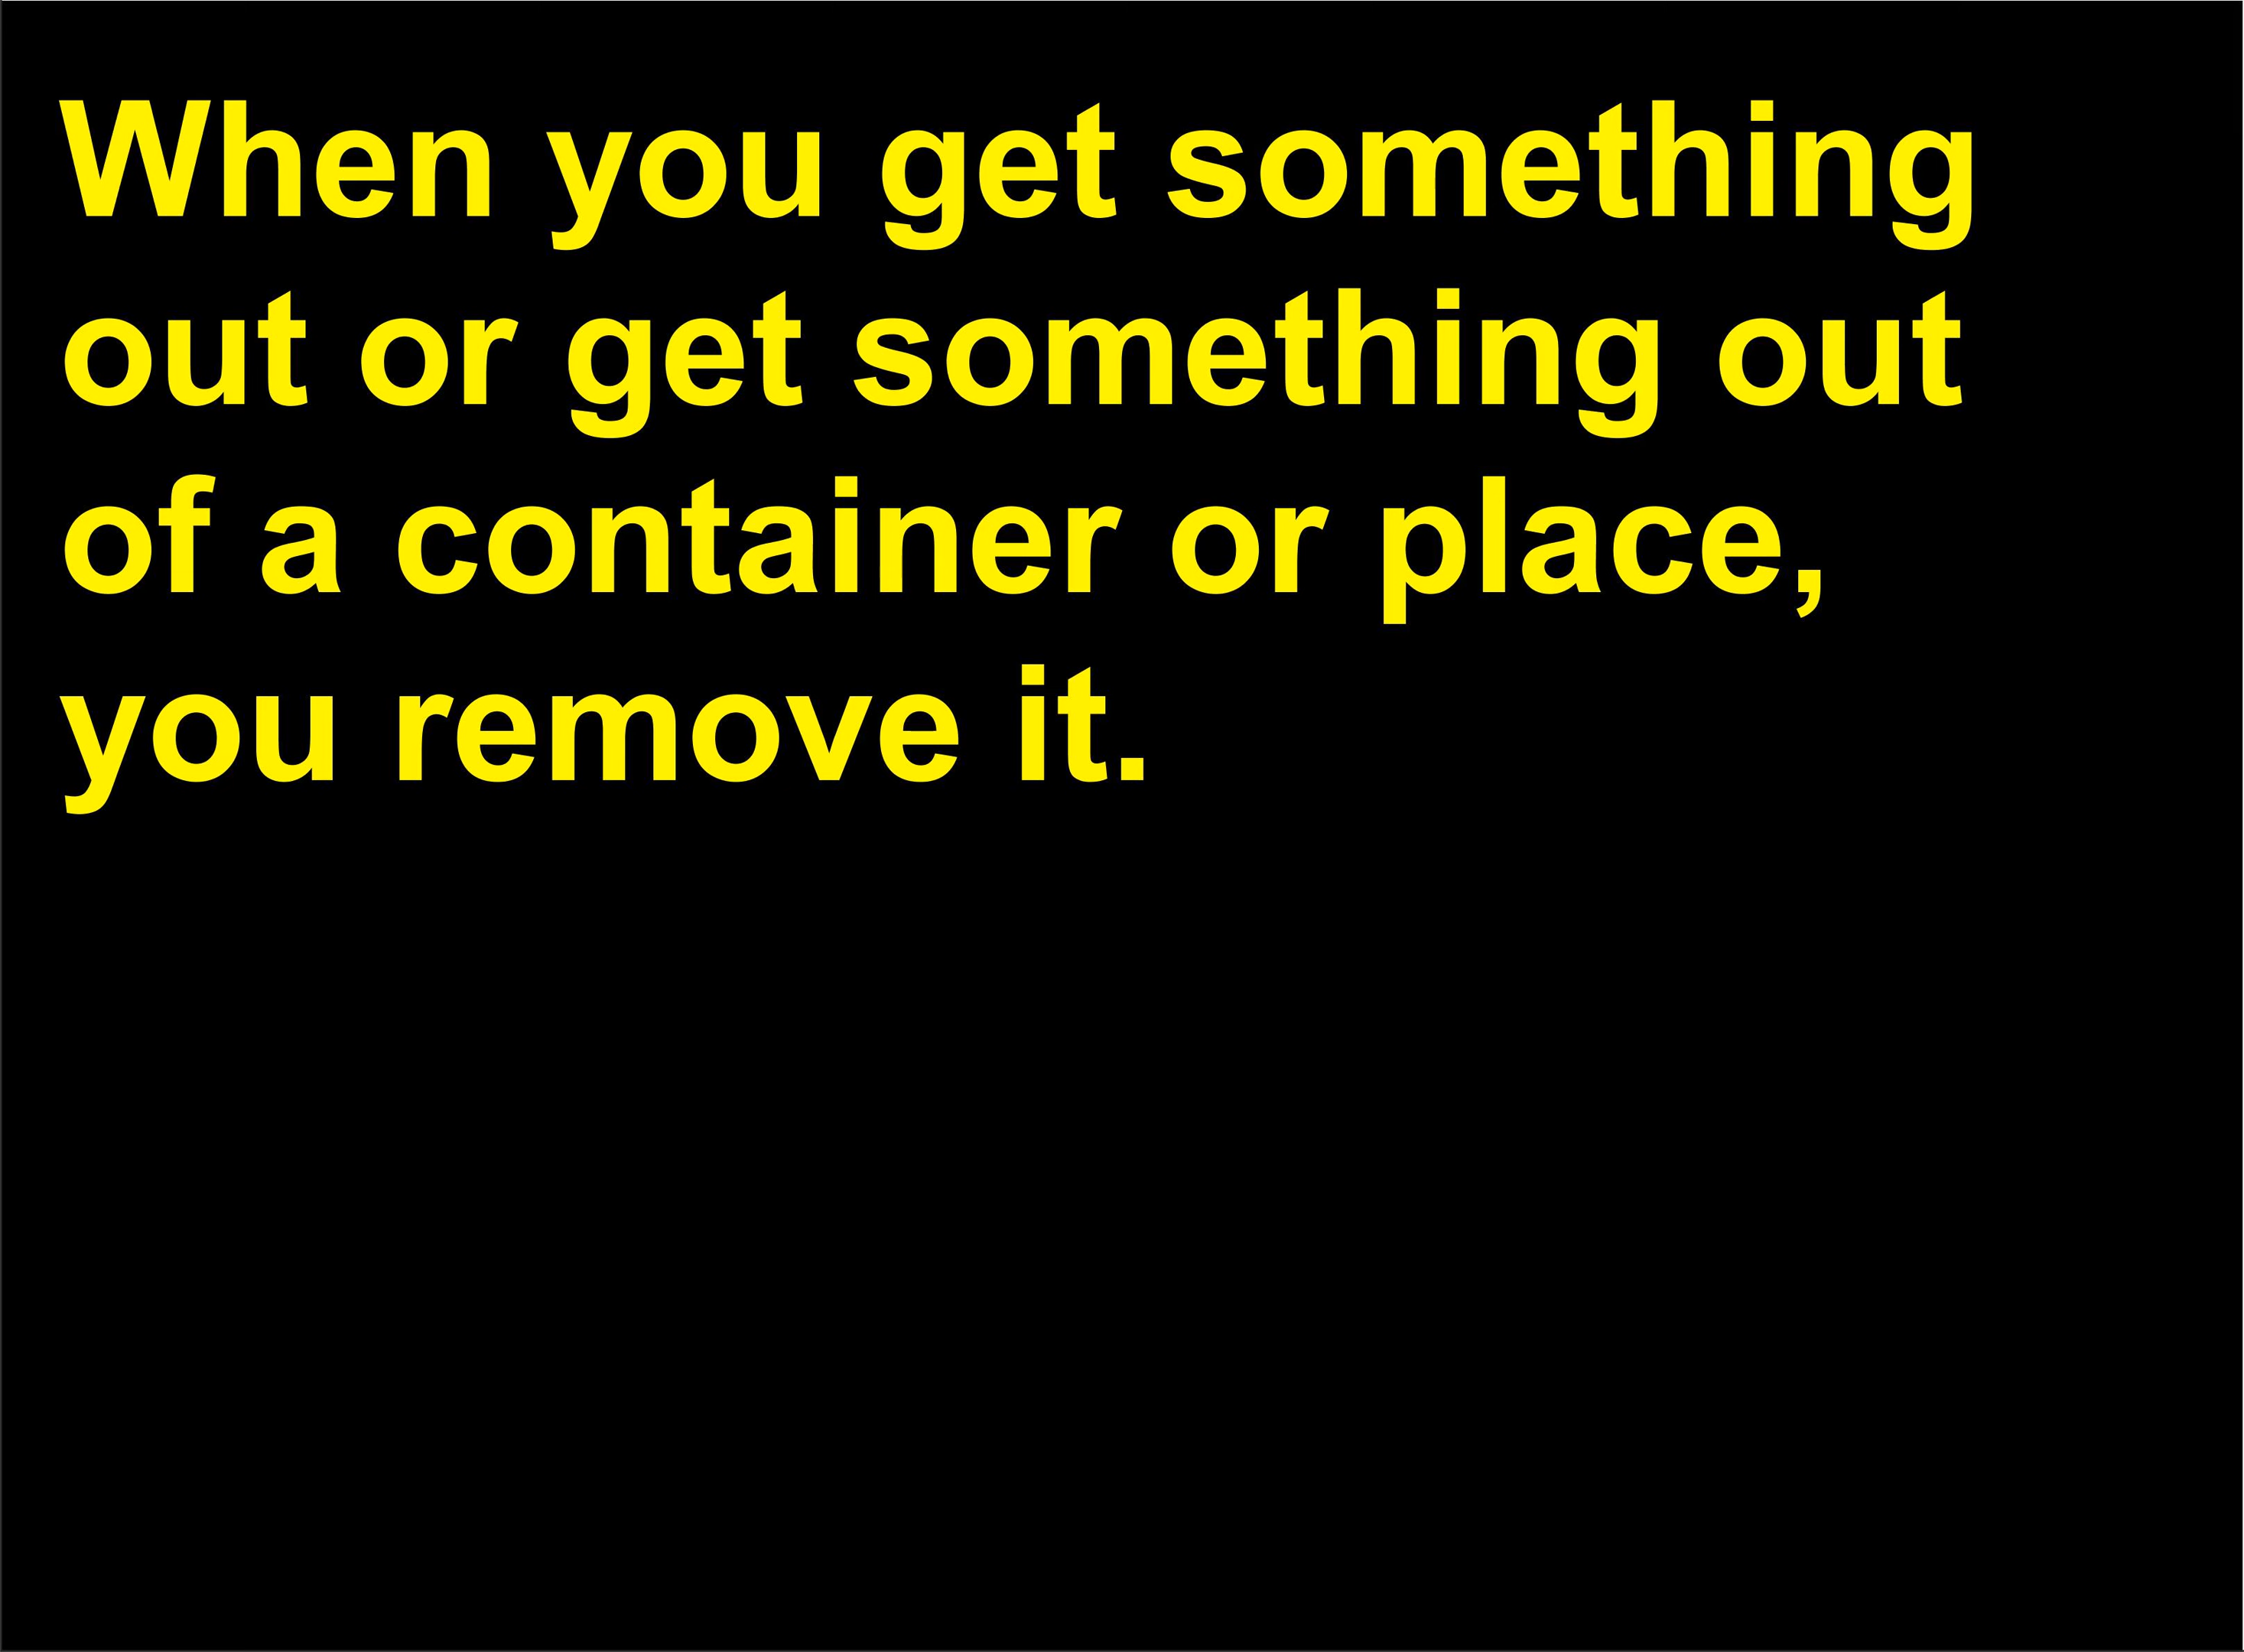 When you get something
out or get something out
of a container or place,
you remove it.